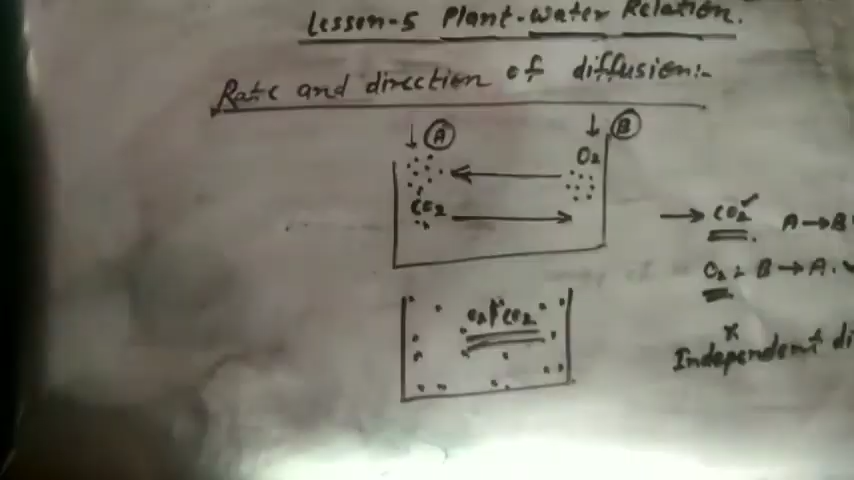 Lesson-5 Plant-Water Relation.
Rate and direction of diffusion:-
↓ A ↓ B
O2
CO2
→ CO2 ✓ A → B
O2 : B → A.
O2 + CO2
Independent